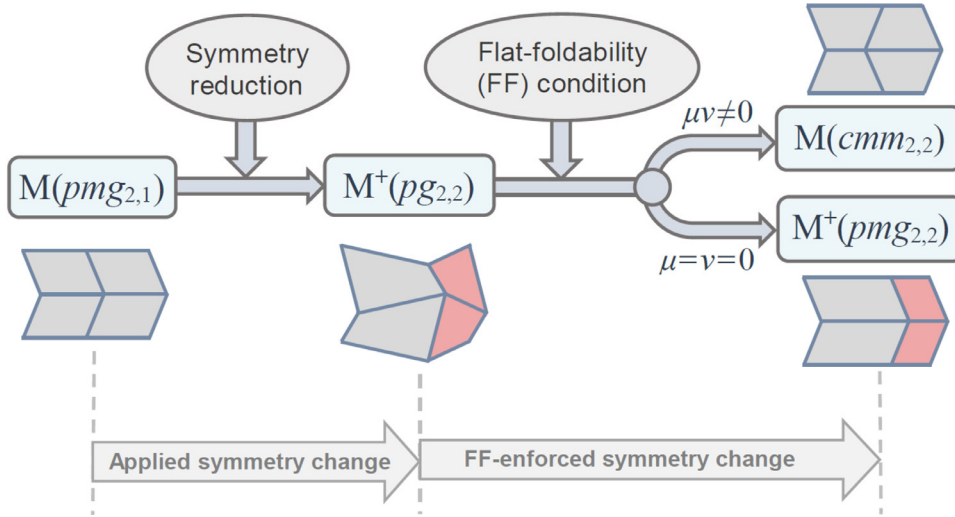 Symmetry
reduction
Flat-foldability
(FF) condition
μν≠0
M(pmg2,1)
M⁺(pg2,2)
M(cmm2,2)
M⁺(pmg2,2)
μ=ν=0
Applied symmetry change
FF-enforced symmetry change